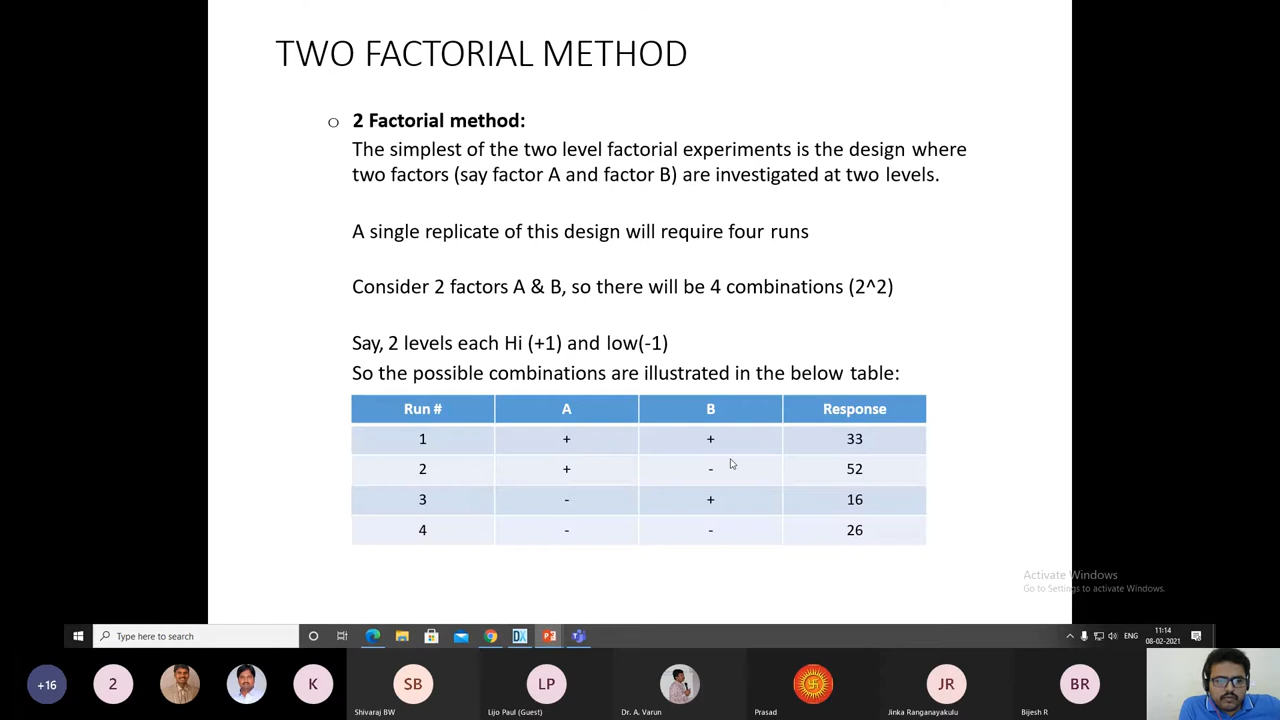 TWO FACTORIAL METHOD
o 2 Factorial method:
The simplest of the two level factorial experiments is the design where
two factors (say factor A and factor B) are investigated at two levels.
A single replicate of this design will require four runs
Consider 2 factors A & B, so there will be 4 combinations (2^2)
Say, 2 levels each Hi (+1) and low(-1)
So the possible combinations are illustrated in the below table:
Run # A B Response
1 + + 33
2 + - 52
3 - + 16
4 - - 26
Activate Windows
Go to Settings to activate Windows.
Type here to search
DX
ENG
11:14
08-02-2021
+16 2 K SB LP JR BR
Shivaraj BW Lijo Paul (Guest) Dr. A. Varun Prasad Jinka Ranganayakulu Bijesh R